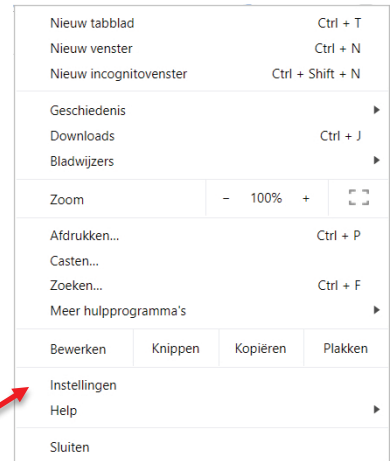 Nieuw tabblad Ctrl + T
Nieuw venster Ctrl + N
Nieuw incognitovenster Ctrl + Shift + N
Geschiedenis
Downloads Ctrl + J
Bladwijzers
Zoom - 100% +
Afdrukken... Ctrl + P
Casten...
Zoeken... Ctrl + F
Meer hulpprogramma's
Bewerken Knippen Kopiëren Plakken
Instellingen
Help
Sluiten